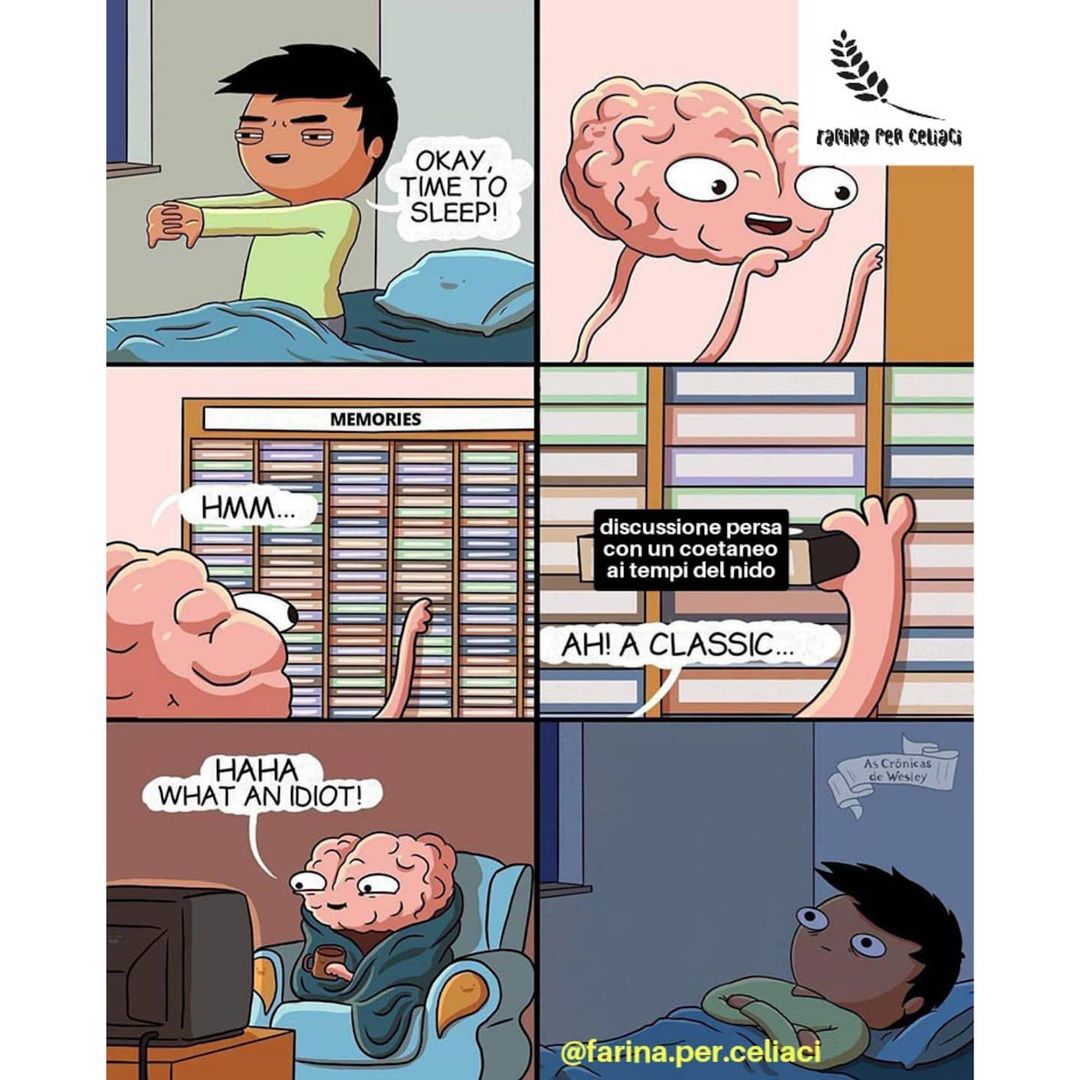 FARINA PER CELIACI
OKAY,
TIME TO
SLEEP!
MEMORIES
HMM...
discussione persa
con un coetaneo
ai tempi del nido
AH! A CLASSIC...
HAHA
WHAT AN IDIOT!
As Crônicas
de Wesley
@farina.per.celiaci